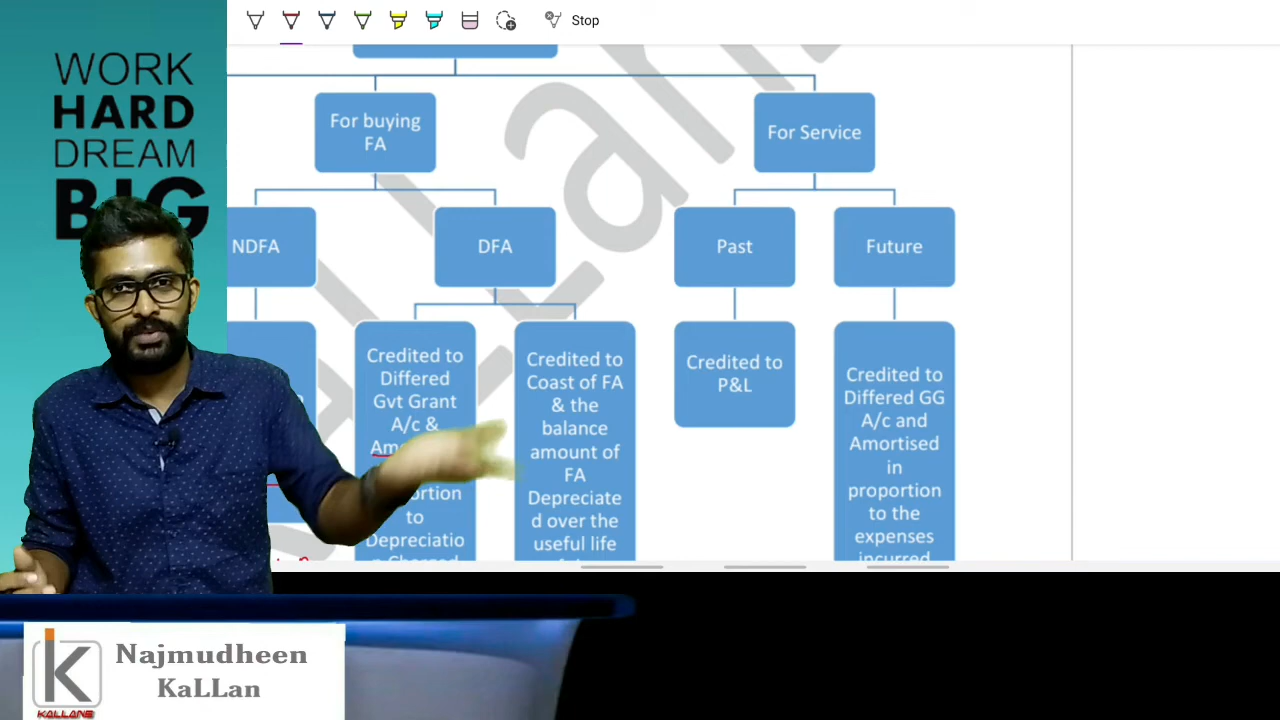 Stop
WORK
HARD
DREAM
BIG
For buying
FA
For Service
NDFA
DFA
Past
Future
Credited to
Differed
Gvt Grant
A/c &
to
Depreciatio
Credited to
Coast of FA
& the
balance
amount of
FA
Depreciate
d over the
useful life
Credited to
P&L
Credited to
Differed GG
A/c and
Amortised
in
proportion
to the
expenses
incurred
Najmudheen
KaLLan
KALLANS